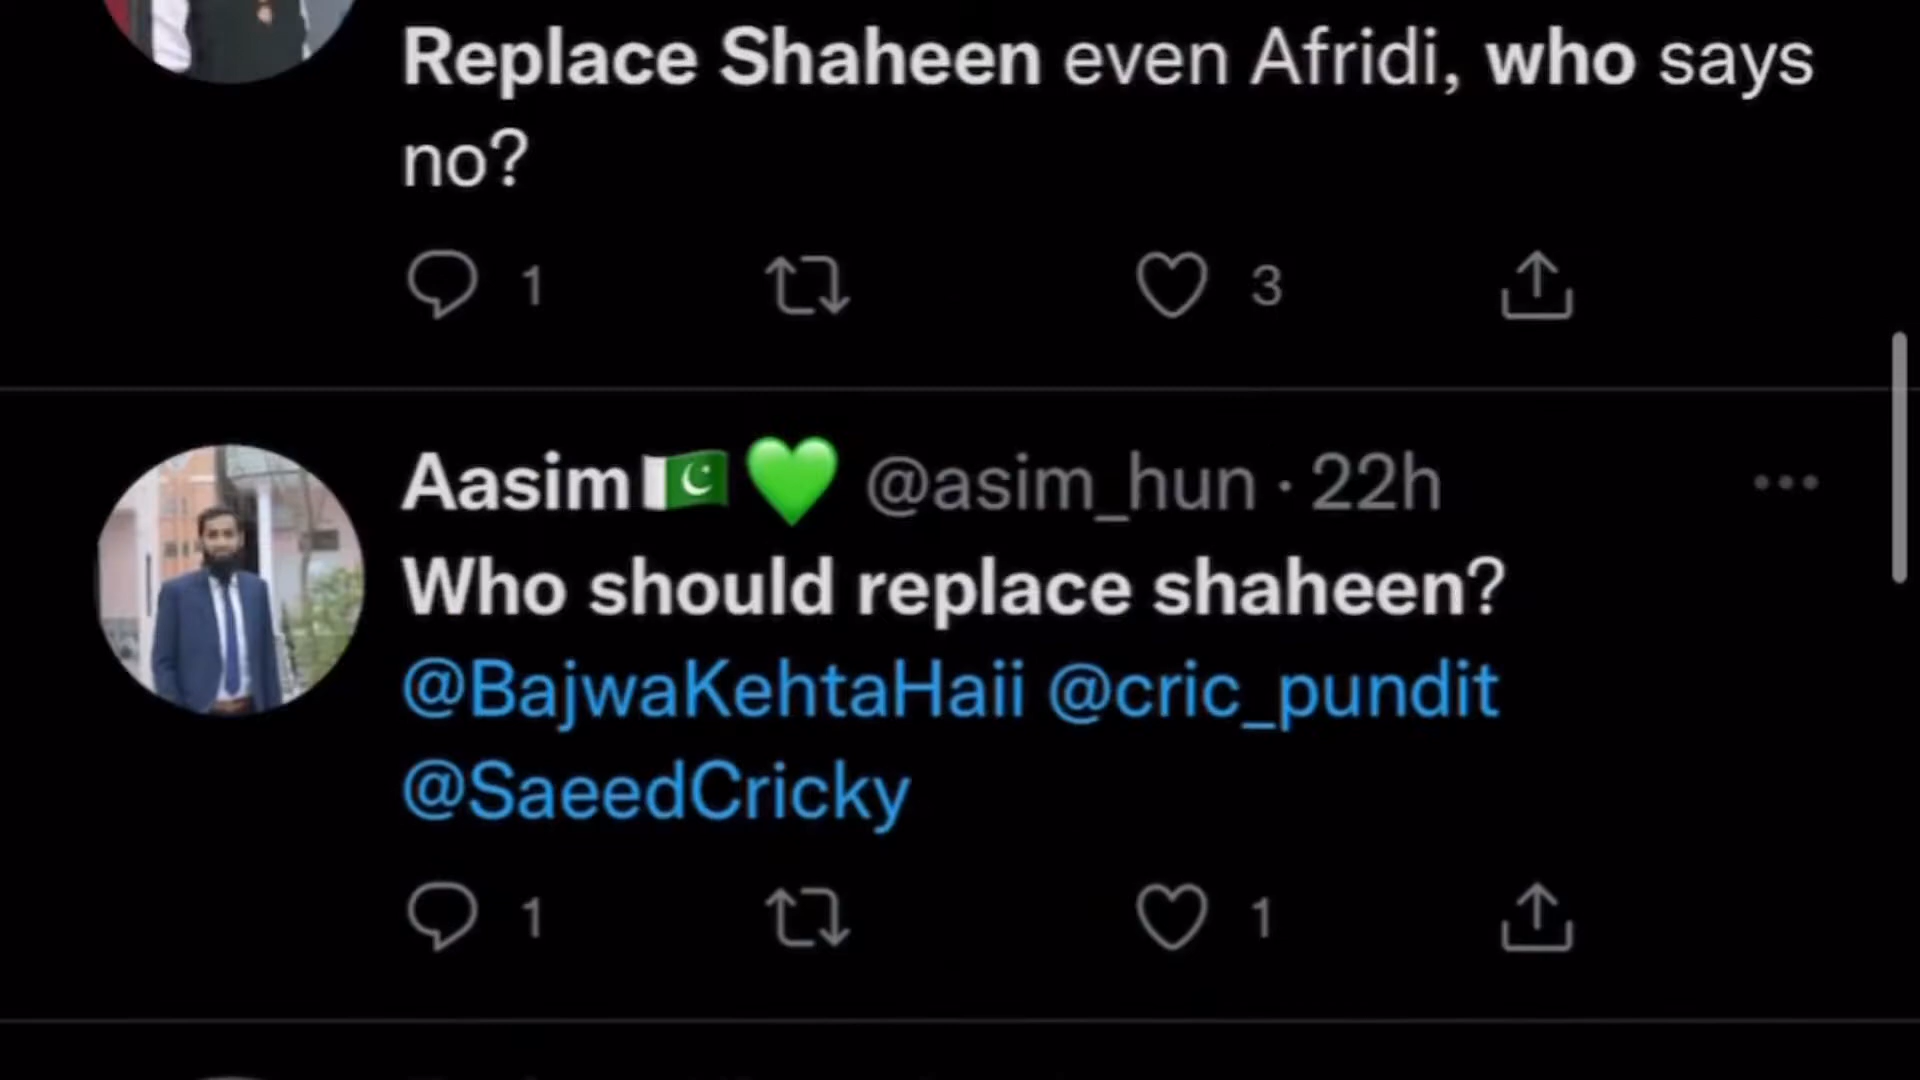 Replace Shaheen even Afridi, who says
no?
1 3
Aasim🇵🇰💚 @asim_hun · 22h
Who should replace shaheen?
@BajwaKehtaHaii @cric_pundit
@SaeedCricky
1 1